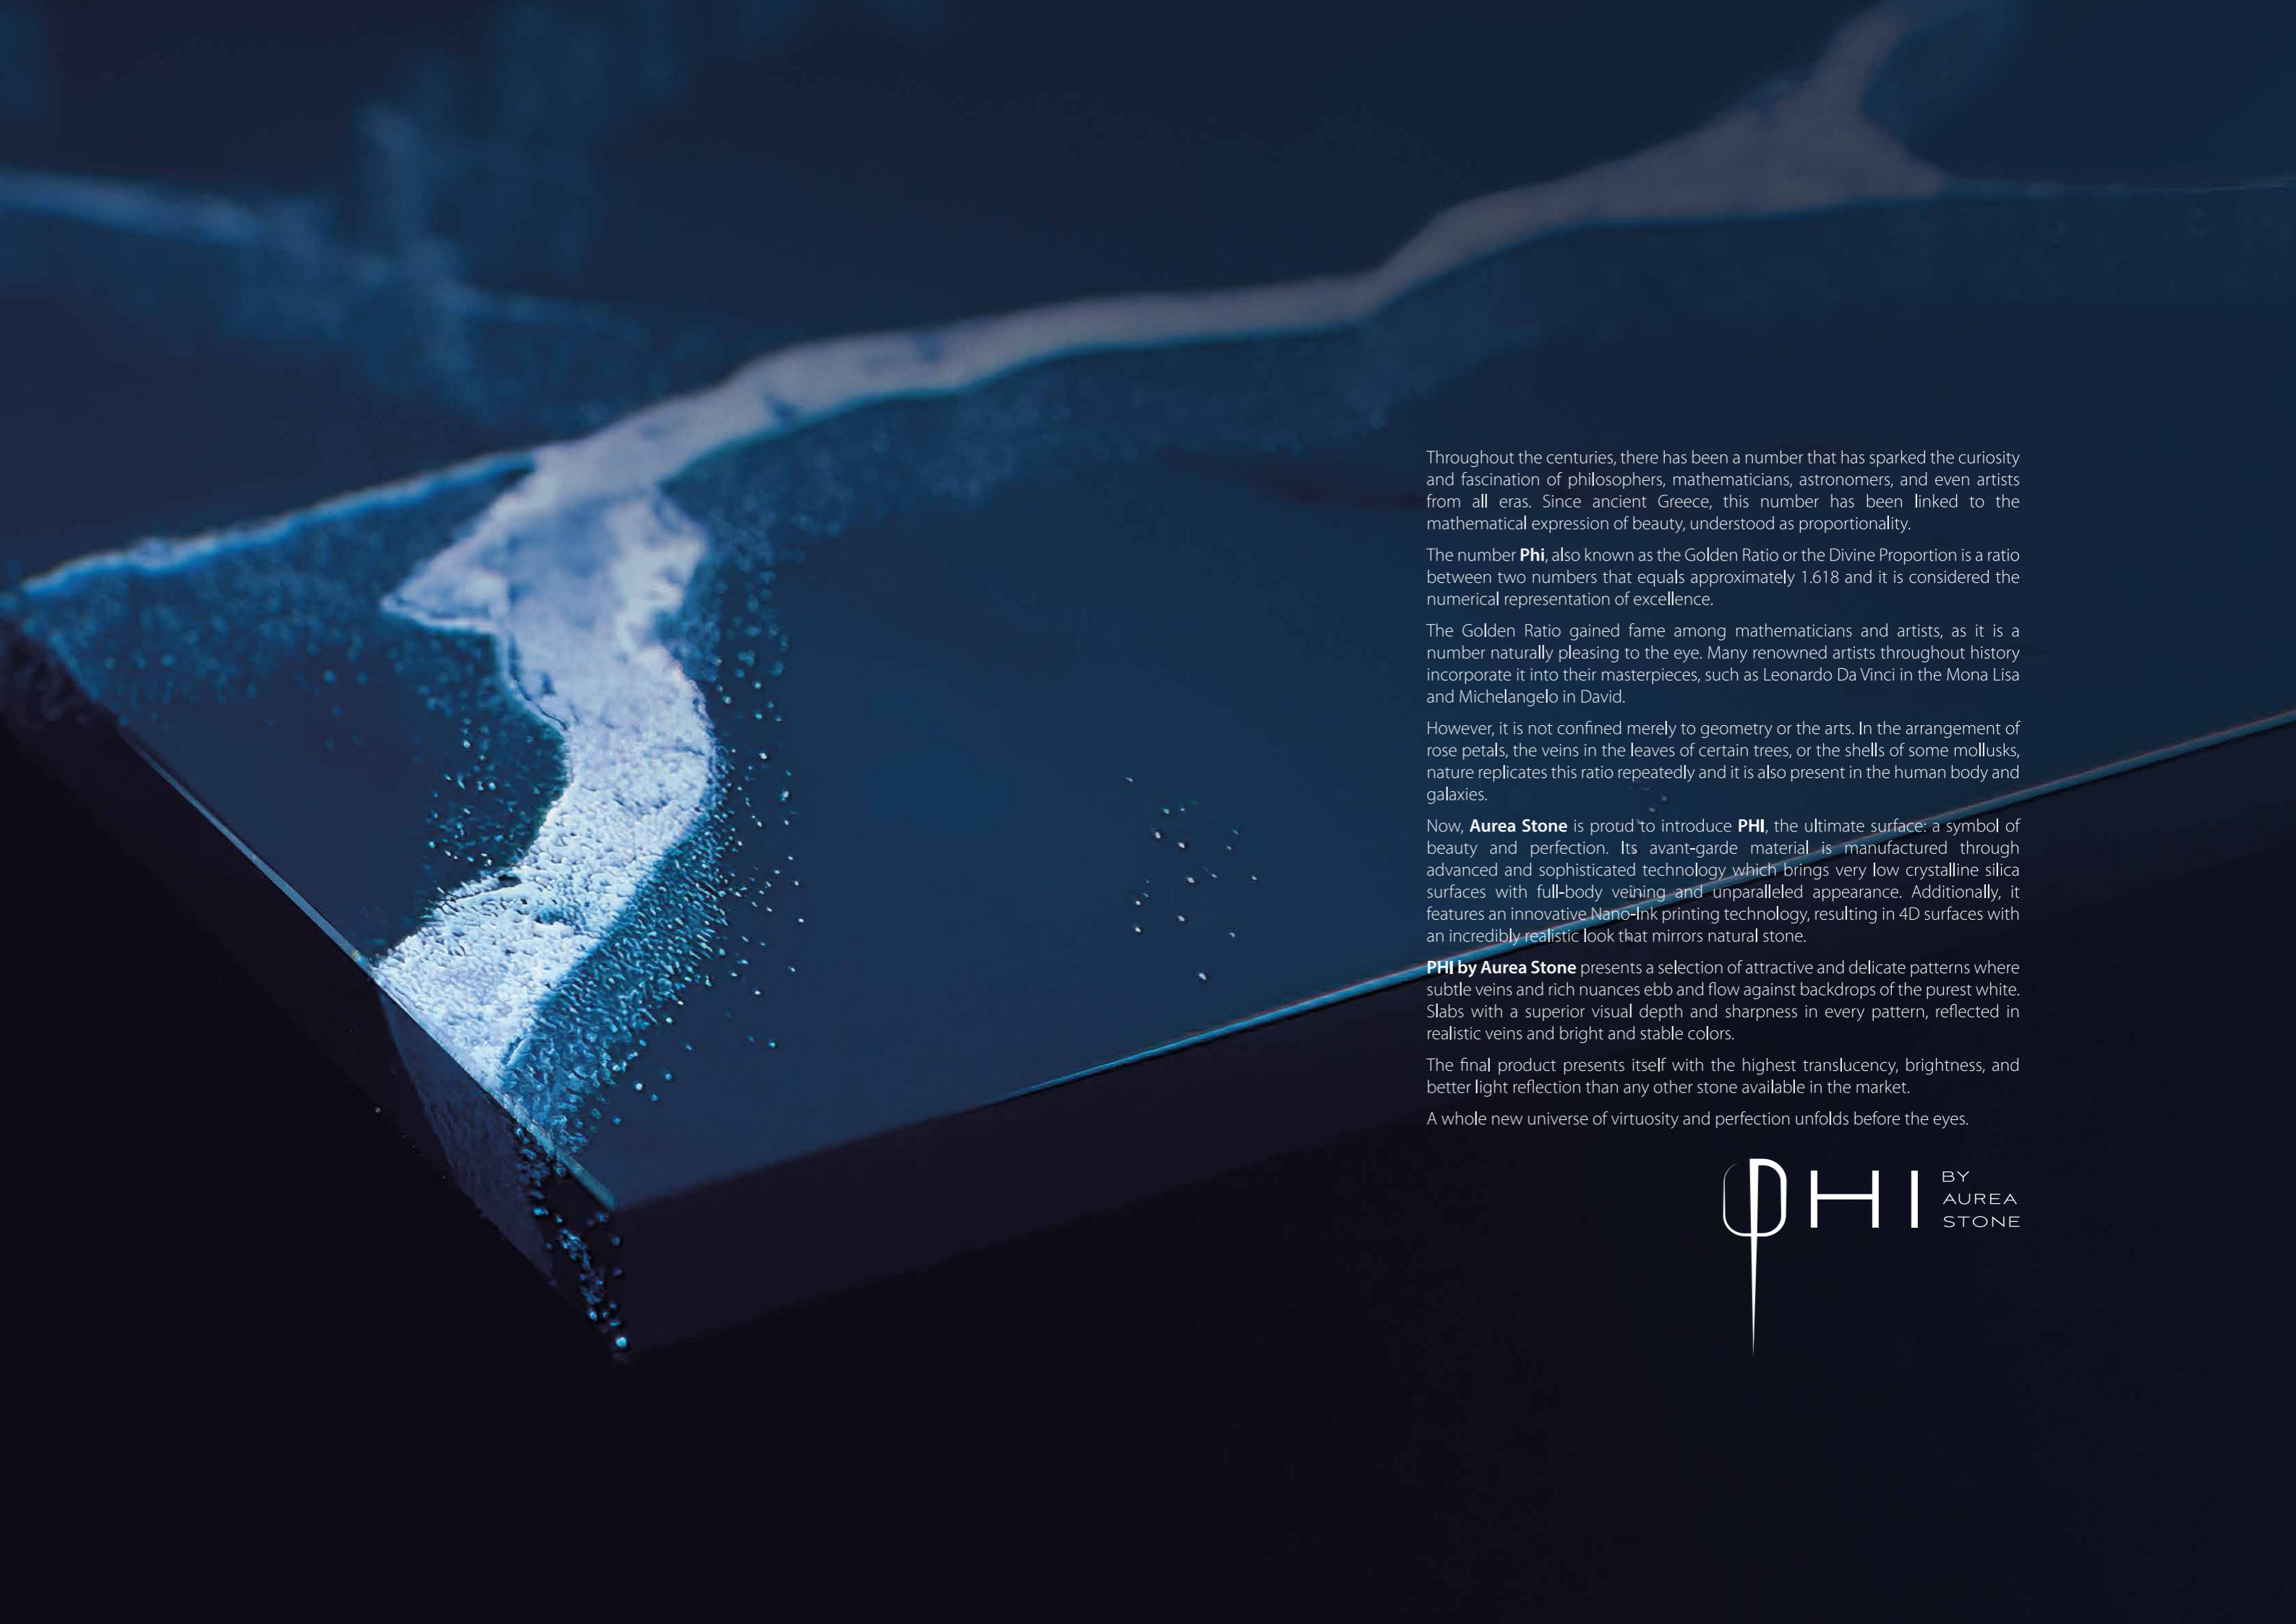 Throughout the centuries, there has been a number that has sparked the curiosity
and fascination of philosophers, mathematicians, astronomers, and even artists
from all eras. Since ancient Greece, this number has been linked to the
mathematical expression of beauty, understood as proportionality.
The number Phi, also known as the Golden Ratio or the Divine Proportion is a ratio
between two numbers that equals approximately 1.618 and it is considered the
numerical representation of excellence.
The Golden Ratio gained fame among mathematicians and artists, as it is a
number naturally pleasing to the eye. Many renowned artists throughout history
incorporate it into their masterpieces, such as Leonardo Da Vinci in the Mona Lisa
and Michelangelo in David.
However, it is not confined merely to geometry or the arts. In the arrangement of
rose petals, the veins in the leaves of certain trees, or the shells of some mollusks,
nature replicates this ratio repeatedly and it is also present in the human body and
galaxies.
Now, Aurea Stone is proud to introduce PHI, the ultimate surface: a symbol of
beauty and perfection. Its avant-garde material is manufactured through
advanced and sophisticated technology which brings very low crystalline silica
surfaces with full-body veining and unparalleled appearance. Additionally, it
features an innovative Nano-Ink printing technology, resulting in 4D surfaces with
an incredibly realistic look that mirrors natural stone.
PHI by Aurea Stone presents a selection of attractive and delicate patterns where
subtle veins and rich nuances ebb and flow against backdrops of the purest white.
Slabs with a superior visual depth and sharpness in every pattern, reflected in
realistic veins and bright and stable colors.
The final product presents itself with the highest translucency, brightness, and
better light reflection than any other stone available in the market.
A whole new universe of virtuosity and perfection unfolds before the eyes.
PHI
BY
AUREA
STONE